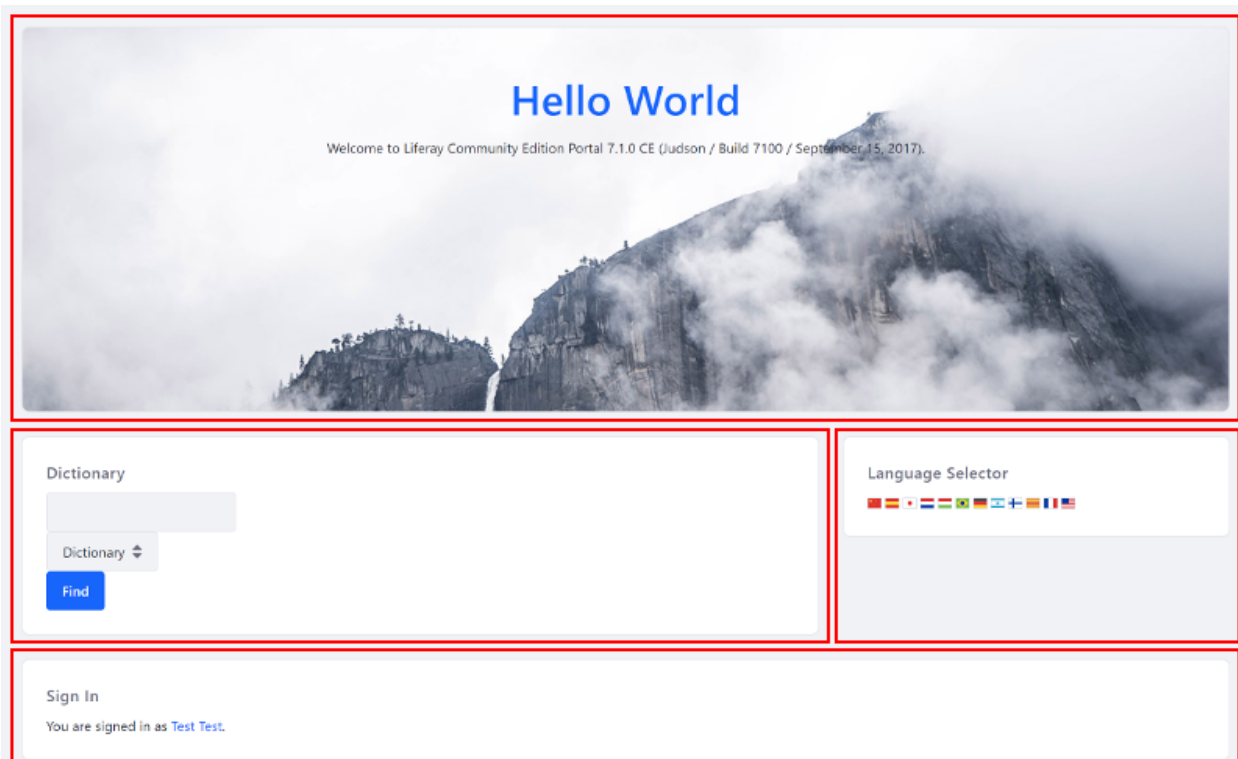 Hello World
Welcome to Liferay Community Edition Portal 7.1.0 CE (Judson / Build 7100 / September 15, 2017).
Dictionary
Dictionary
Find
Language Selector
Sign In
You are signed in as Test Test.